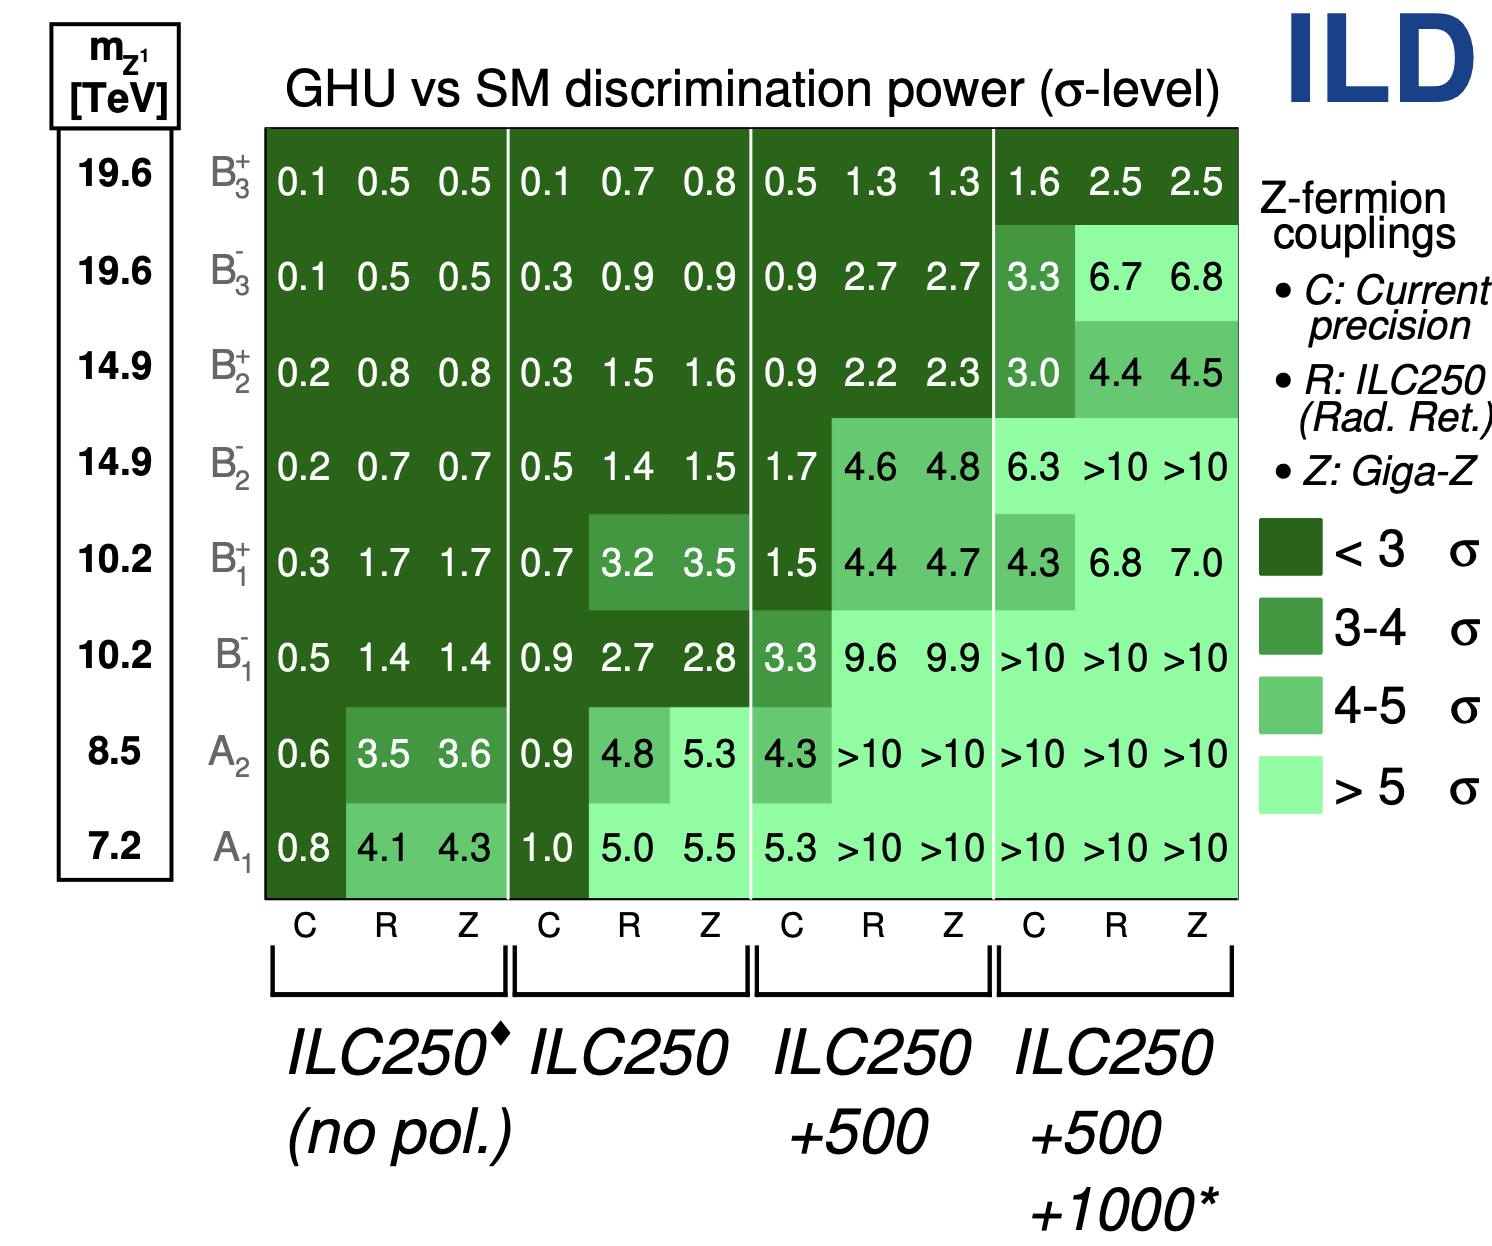 m_Z¹
[TeV]
ILD
GHU vs SM discrimination power (σ-level)
19.6 B₃⁺ 0.1 0.5 0.5 0.1 0.7 0.8 0.5 1.3 1.3 1.6 2.5 2.5
19.6 B₃⁻ 0.1 0.5 0.5 0.3 0.9 0.9 0.9 2.7 2.7 3.3 6.7 6.8
14.9 B₂⁺ 0.2 0.8 0.8 0.3 1.5 1.6 0.9 2.2 2.3 3.0 4.4 4.5
14.9 B₂⁻ 0.2 0.7 0.7 0.5 1.4 1.5 1.7 4.6 4.8 6.3 >10 >10
10.2 B₁⁺ 0.3 1.7 1.7 0.7 3.2 3.5 1.5 4.4 4.7 4.3 6.8 7.0
10.2 B₁⁻ 0.5 1.4 1.4 0.9 2.7 2.8 3.3 9.6 9.9 >10 >10 >10
8.5 A₂ 0.6 3.5 3.6 0.9 4.8 5.3 4.3 >10 >10 >10 >10 >10
7.2 A₁ 0.8 4.1 4.3 1.0 5.0 5.5 5.3 >10 >10 >10 >10 >10
C R Z C R Z C R Z C R Z
ILC250♦
(no pol.)
ILC250
ILC250
+500
ILC250
+500
+1000*
Z-fermion
couplings
• C: Current
precision
• R: ILC250
(Rad. Ret.)
• Z: Giga-Z
< 3 σ
3-4 σ
4-5 σ
> 5 σ